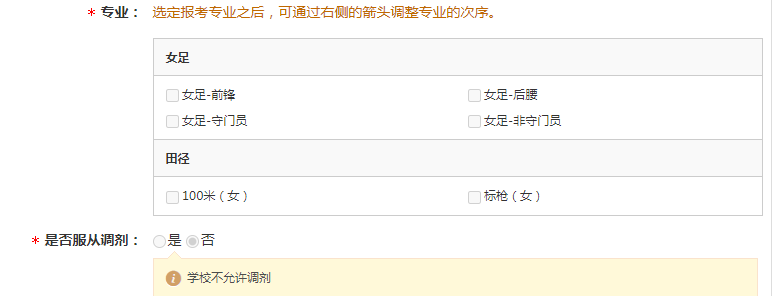 * 专业： 选定报考专业之后，可通过右侧的箭头调整专业的次序。
女足
女足-前锋 女足-后腰
女足-守门员 女足-非守门员
田径
100米（女） 标枪（女）
* 是否服从调剂： 是 否
学校不允许调剂